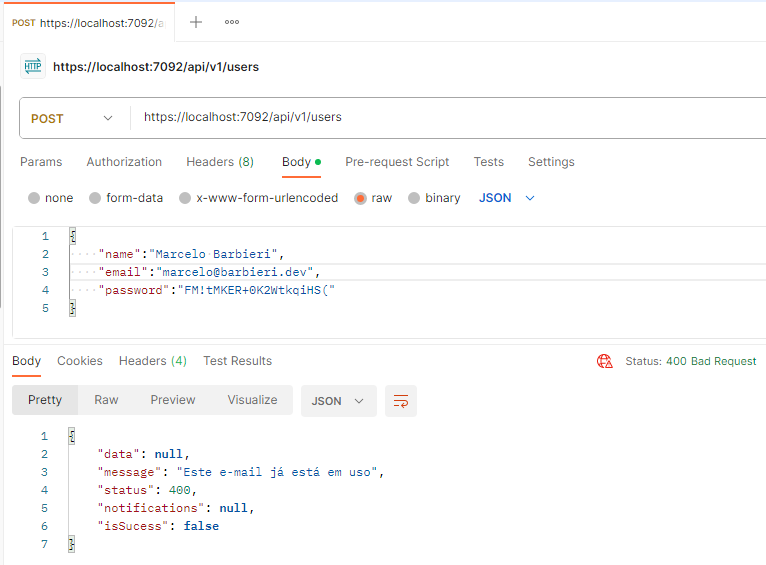 POST https://localhost:7092/a
HTTP https://localhost:7092/api/v1/users
POST https://localhost:7092/api/v1/users
Params Authorization Headers (8) Body Pre-request Script Tests Settings
none form-data x-www-form-urlencoded raw binary JSON
1 {
2 "name":"Marcelo Barbieri",
3 "email":"marcelo@barbieri.dev",
4 "password":"FM!tMKER+0K2WtkqiHS("
5 }
Body Cookies Headers (4) Test Results Status: 400 Bad Request
Pretty Raw Preview Visualize JSON
1 {
2 "data": null,
3 "message": "Este e-mail já está em uso",
4 "status": 400,
5 "notifications": null,
6 "isSucess": false
7 }